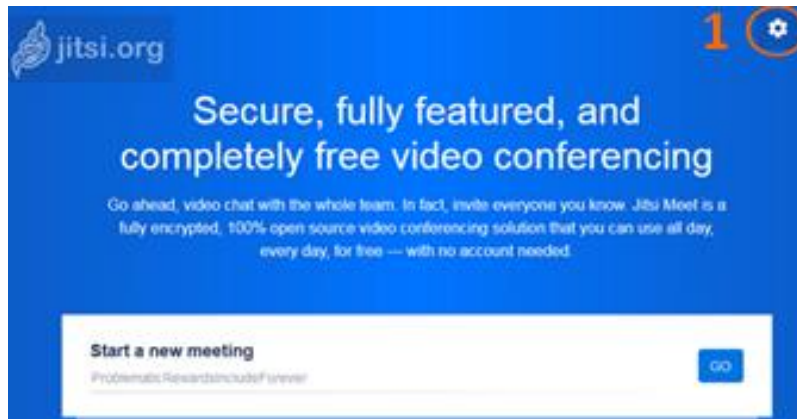 jitsi.org
1
Secure, fully featured, and
completely free video conferencing
Go ahead, video chat with the whole team. In fact, invite everyone you know. Jitsi Meet is a
fully encrypted, 100% open source video conferencing solution that you can use all day,
every day, for free — with no account needed.
Start a new meeting
ProblematicRewardsIncludeForever
GO